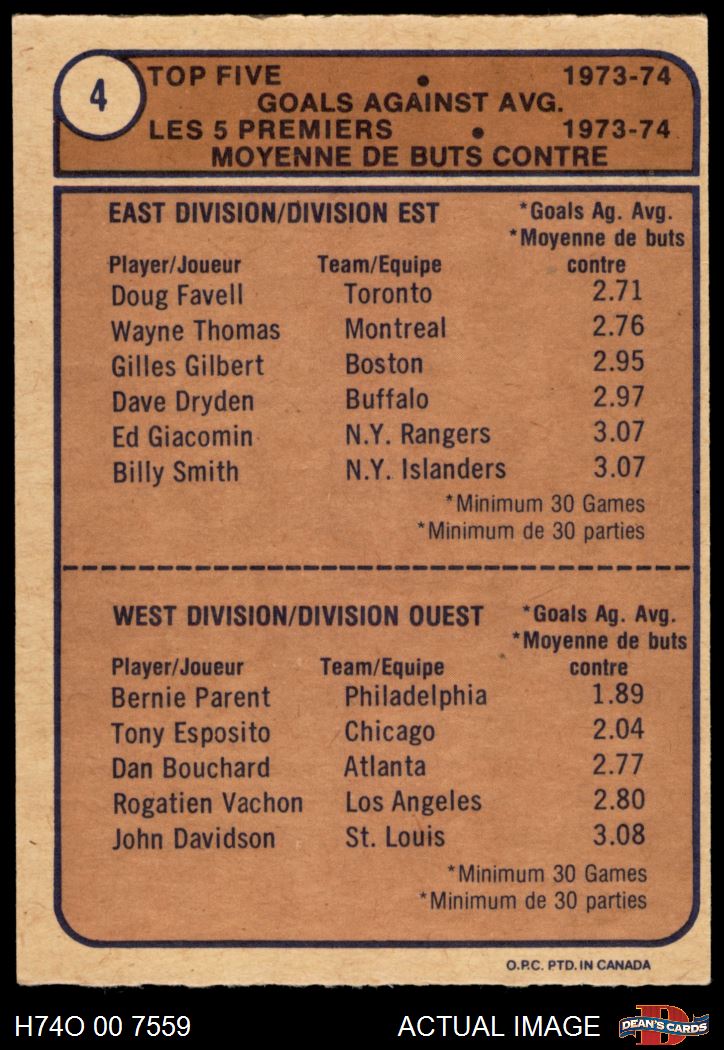 4
TOP FIVE • 1973-74
GOALS AGAINST AVG.
LES 5 PREMIERS • 1973-74
MOYENNE DE BUTS CONTRE
EAST DIVISION/DIVISION EST *Goals Ag. Avg.
*Moyenne de buts
Player/Joueur Team/Equipe contre
Doug Favell Toronto 2.71
Wayne Thomas Montreal 2.76
Gilles Gilbert Boston 2.95
Dave Dryden Buffalo 2.97
Ed Giacomin N.Y. Rangers 3.07
Billy Smith N.Y. Islanders 3.07
*Minimum 30 Games
*Minimum de 30 parties
WEST DIVISION/DIVISION OUEST *Goals Ag. Avg.
*Moyenne de buts
Player/Joueur Team/Equipe contre
Bernie Parent Philadelphia 1.89
Tony Esposito Chicago 2.04
Dan Bouchard Atlanta 2.77
Rogatien Vachon Los Angeles 2.80
John Davidson St. Louis 3.08
*Minimum 30 Games
*Minimum de 30 parties
O.P.C. PTD. IN CANADA
H74O 00 7559 ACTUAL IMAGE D DEAN'S CARDS